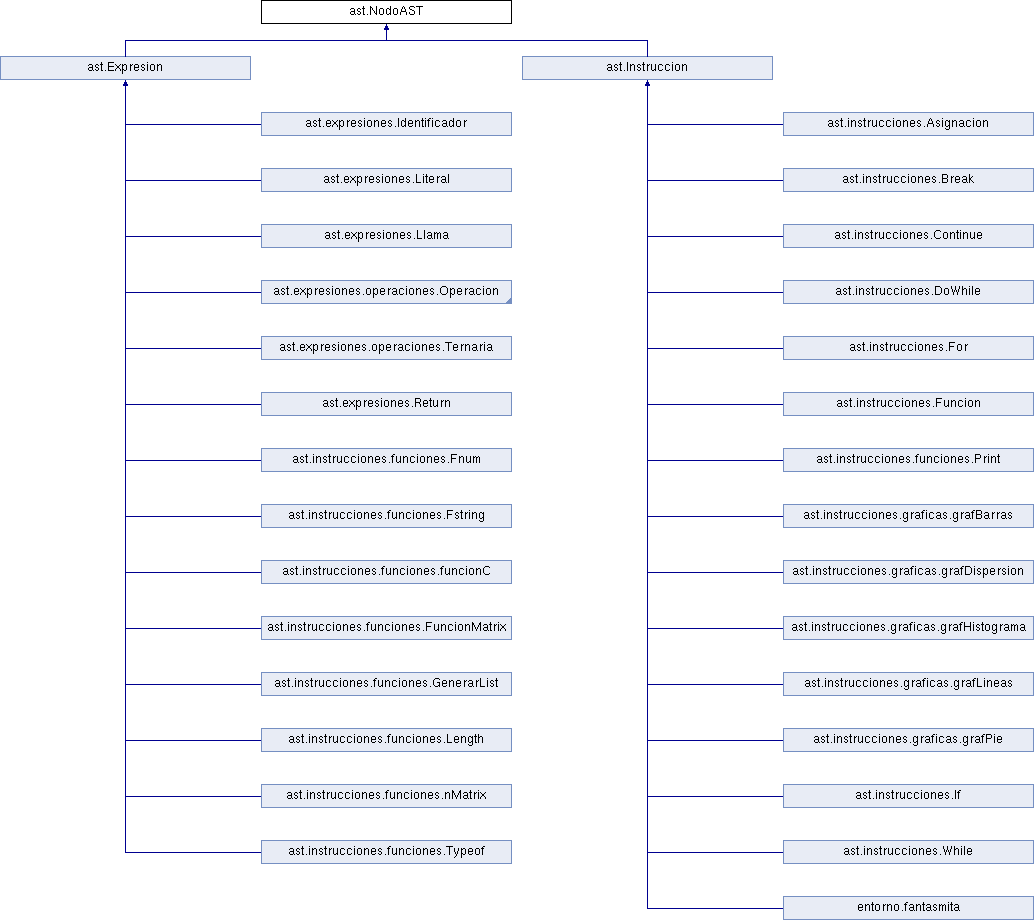 ast.NodoAST
ast.Expresion
ast.Instruccion
ast.expresiones.Identificador
ast.instrucciones.Asignacion
ast.expresiones.Literal
ast.instrucciones.Break
ast.expresiones.Llama
ast.instrucciones.Continue
ast.expresiones.operaciones.Operacion
ast.instrucciones.DoWhile
ast.expresiones.operaciones.Ternaria
ast.instrucciones.For
ast.expresiones.Return
ast.instrucciones.Funcion
ast.instrucciones.funciones.Fnum
ast.instrucciones.funciones.Print
ast.instrucciones.funciones.Fstring
ast.instrucciones.graficas.grafBarras
ast.instrucciones.funciones.funcionC
ast.instrucciones.graficas.grafDispersion
ast.instrucciones.funciones.FuncionMatrix
ast.instrucciones.graficas.grafHistograma
ast.instrucciones.funciones.GenerarList
ast.instrucciones.graficas.grafLineas
ast.instrucciones.funciones.Length
ast.instrucciones.graficas.grafPie
ast.instrucciones.funciones.nMatrix
ast.instrucciones.If
ast.instrucciones.funciones.Typeof
ast.instrucciones.While
entorno.fantasmita